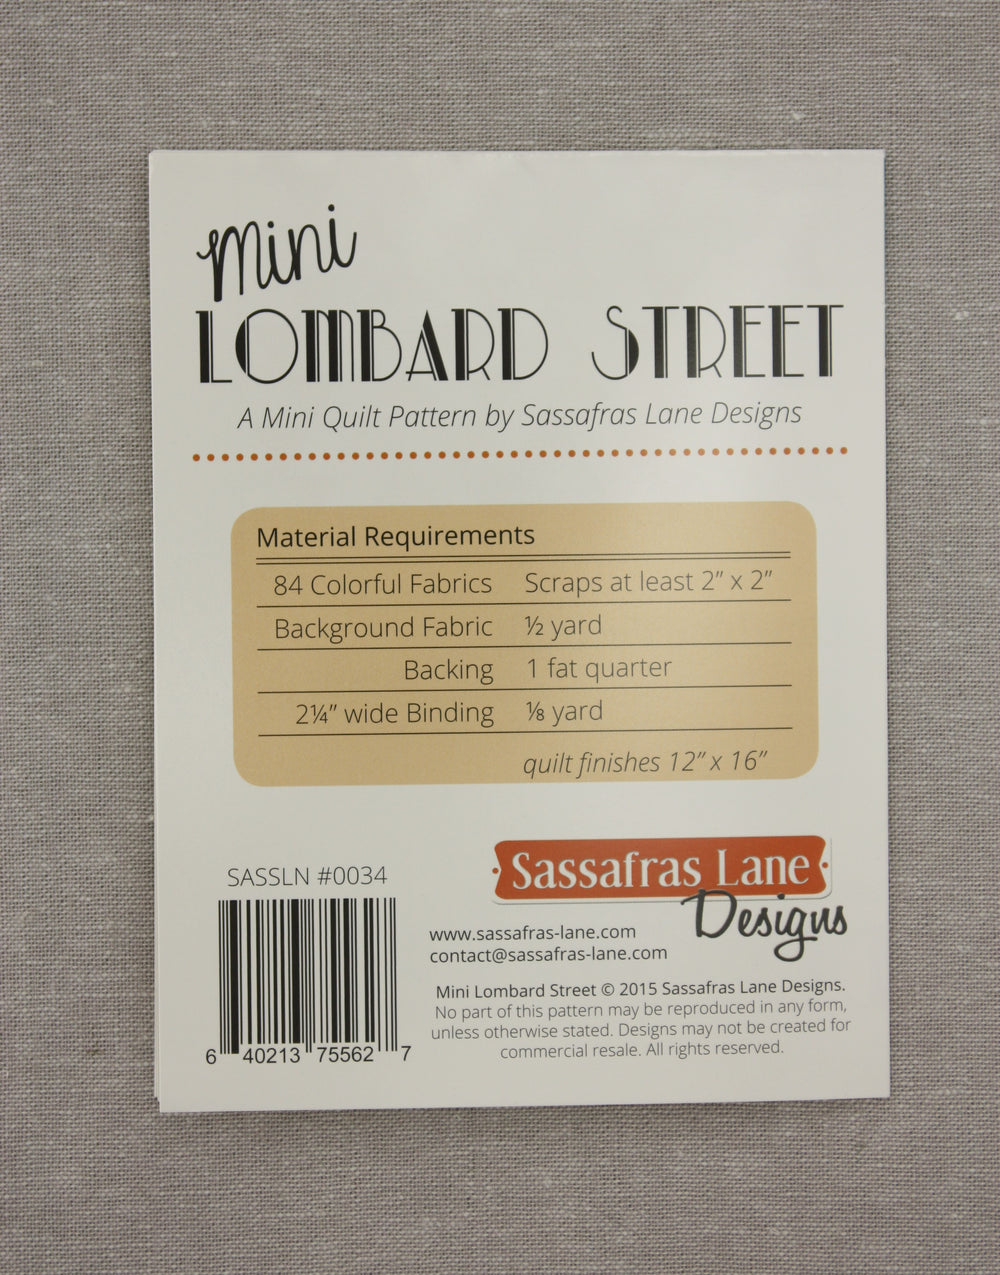 mini
LOMBARD STREET
A Mini Quilt Pattern by Sassafras Lane Designs
Material Requirements
84 Colorful Fabrics Scraps at least 2” x 2”
Background Fabric ½ yard
Backing 1 fat quarter
2¼” wide Binding ⅛ yard
quilt finishes 12” x 16”
SASSLN #0034
6 40213 75562 7
Sassafras Lane
Designs
www.sassafras-lane.com
contact@sassafras-lane.com
Mini Lombard Street © 2015 Sassafras Lane Designs.
No part of this pattern may be reproduced in any form,
unless otherwise stated. Designs may not be created for
commercial resale. All rights reserved.